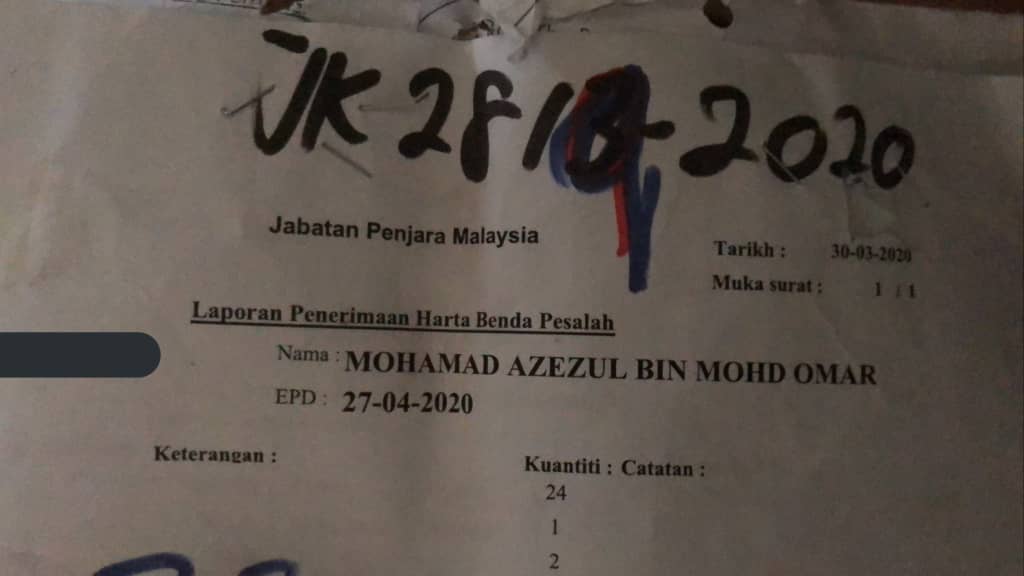 JK 28 - 2020
Jabatan Penjara Malaysia
Tarikh : 30-03-2020
Muka surat : 1 / 1
Laporan Penerimaan Harta Benda Pesalah
Nama : MOHAMAD AZEZUL BIN MOHD OMAR
EPD : 27-04-2020
Keterangan :
Kuantiti : Catatan :
24
1
2